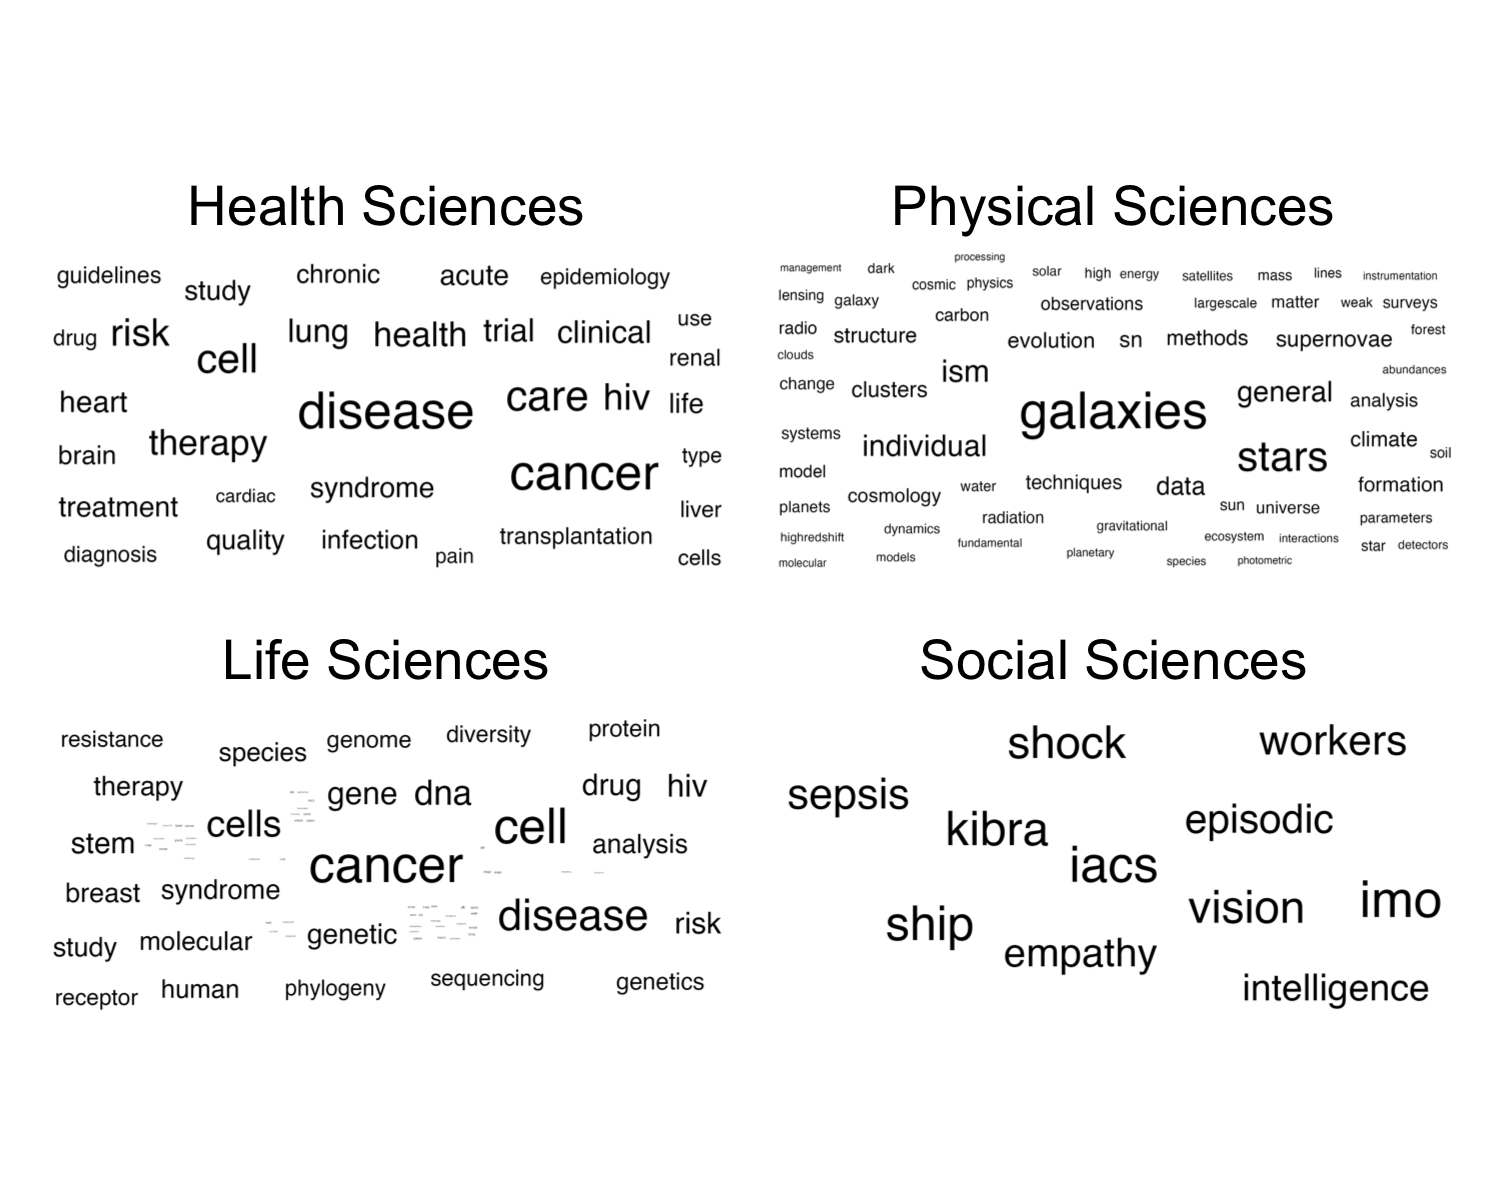 Health Sciences
guidelines study chronic acute epidemiology
drug risk cell lung health trial clinical use
renal
heart disease care hiv life
brain therapy cancer type
treatment cardiac syndrome liver
diagnosis quality infection pain transplantation cells
Physical Sciences
management dark processing solar high energy satellites mass lines instrumentation
lensing galaxy cosmic physics observations largescale matter weak surveys
radio structure carbon evolution sn methods supernovae forest
clouds
change clusters ism galaxies general analysis abundances
systems individual stars climate soil
model
planets cosmology water techniques data sun universe formation
highredshift dynamics radiation fundamental gravitational ecosystem interactions parameters star detectors
molecular models planetary species photometric
Life Sciences
resistance species genome diversity protein
therapy gene dna drug hiv
stem cells cancer cell analysis
breast syndrome disease risk
study molecular genetic
receptor human phylogeny sequencing genetics
Social Sciences
shock workers
sepsis kibra episodic
iacs
ship vision imo
empathy intelligence